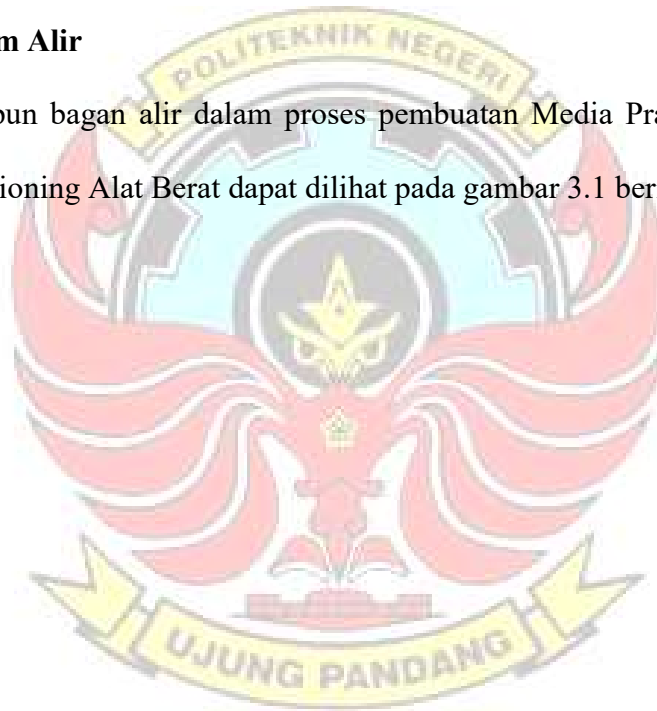 m Alir
POLITEKNIK NEGERI
pun bagan alir dalam proses pembuatan Media Pra
ioning Alat Berat dapat dilihat pada gambar 3.1 ber
UJUNG PANDANG